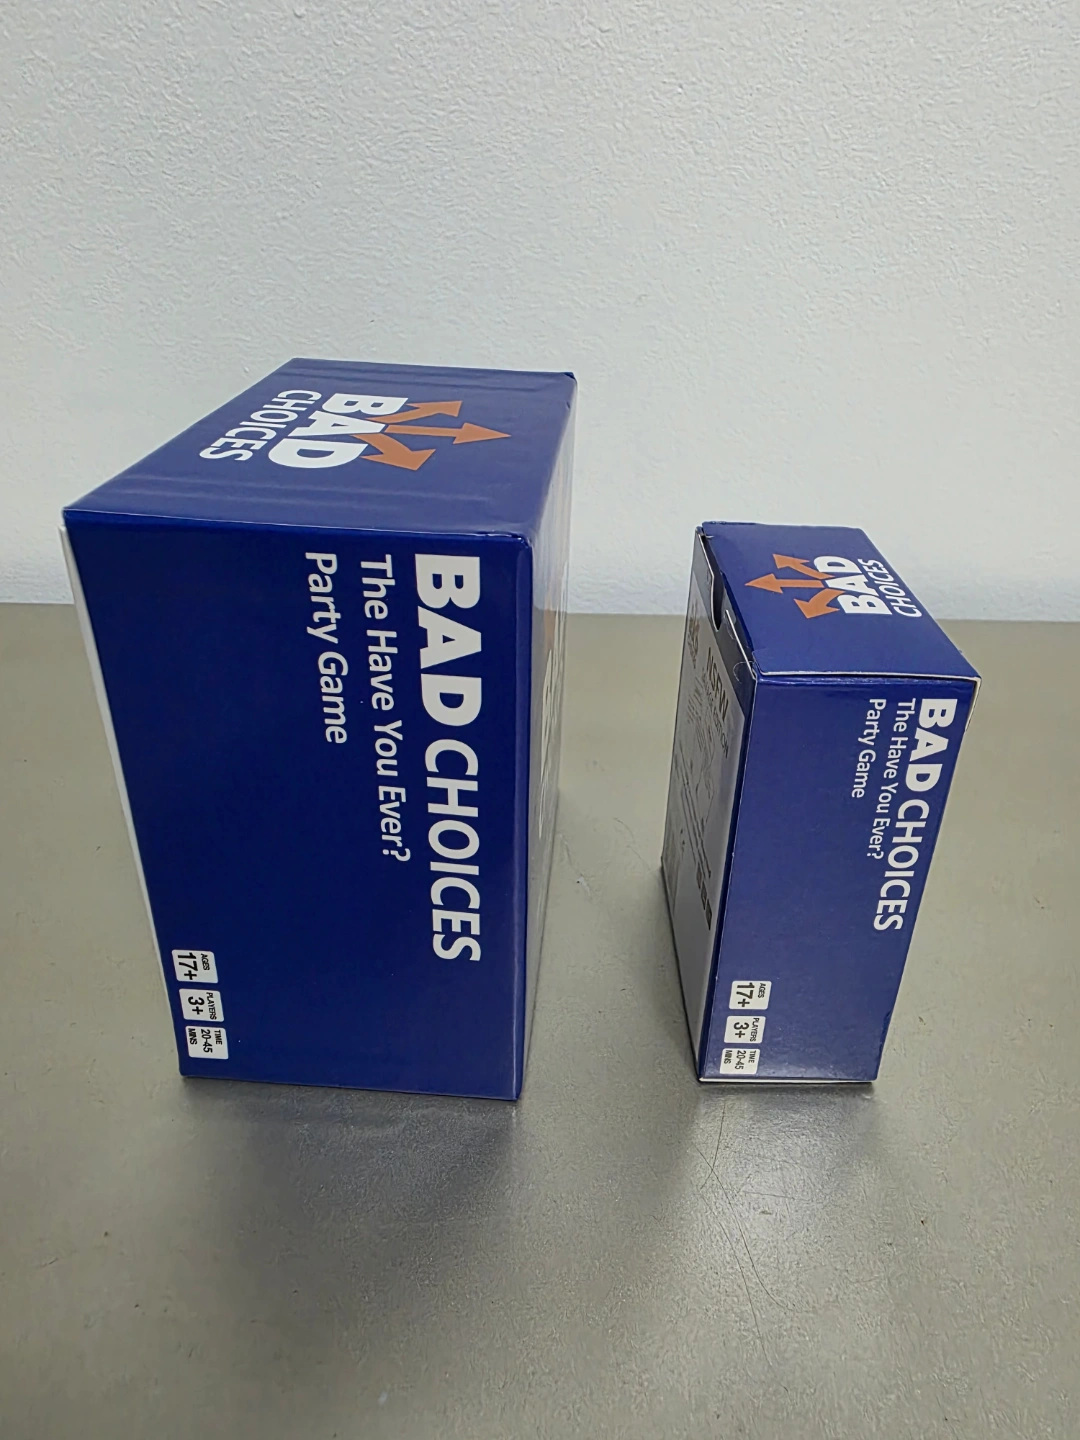 BAD
CHOICES
BAD CHOICES
The Have You Ever?
Party Game
AGES
17+
PLAYERS
3+
TIME
20-45
MINS
BAD
CHOICES
BAD CHOICES
The Have You Ever?
Party Game
AGES
17+
PLAYERS
3+
TIME
20-45
MINS